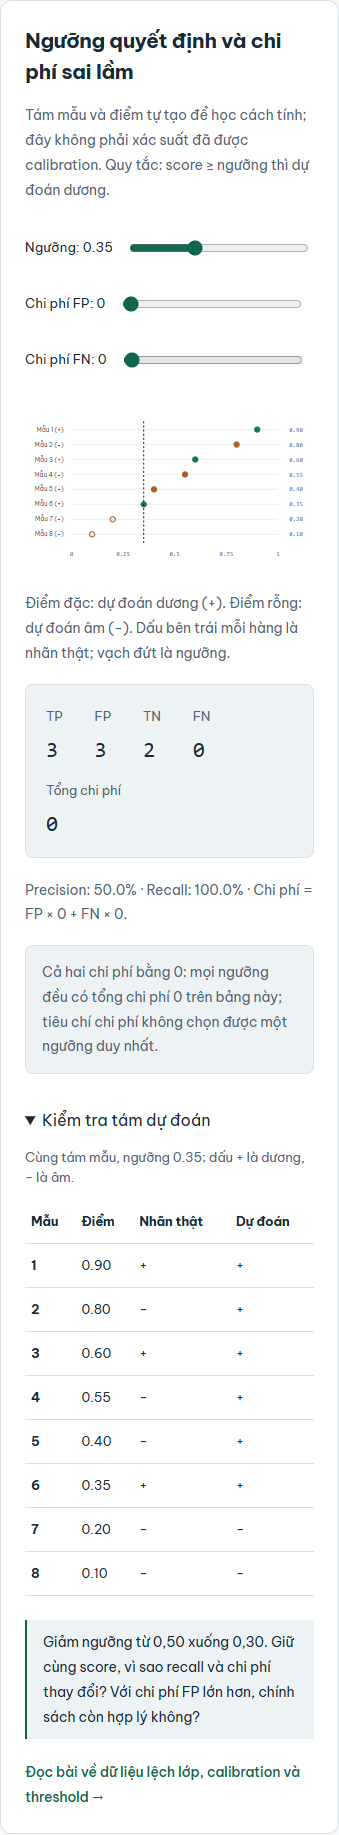 Ngưỡng quyết định và chi
phí sai lầm
Tám mẫu và điểm tự tạo để học cách tính;
đây không phải xác suất đã được
calibration. Quy tắc: score ≥ ngưỡng thì dự
đoán dương.
Ngưỡng: 0.35
Chi phí FP: 0
Chi phí FN: 0
Mẫu 1 (+) 0.90
Mẫu 2 (−) 0.80
Mẫu 3 (+) 0.60
Mẫu 4 (−) 0.55
Mẫu 5 (−) 0.40
Mẫu 6 (+) 0.35
Mẫu 7 (−) 0.20
Mẫu 8 (−) 0.10
0 0.25 0.5 0.75 1
Điểm đặc: dự đoán dương (+). Điểm rỗng:
dự đoán âm (−). Dấu bên trái mỗi hàng là
nhãn thật; vạch đứt là ngưỡng.
TP FP TN FN
3 3 2 0
Tổng chi phí
0
Precision: 50.0% · Recall: 100.0% · Chi phí =
FP × 0 + FN × 0.
Cả hai chi phí bằng 0: mọi ngưỡng
đều có tổng chi phí 0 trên bảng này;
tiêu chí chi phí không chọn được một
ngưỡng duy nhất.
▼ Kiểm tra tám dự đoán
Cùng tám mẫu, ngưỡng 0.35; dấu + là dương,
− là âm.
Mẫu Điểm Nhãn thật Dự đoán
1 0.90 + +
2 0.80 − +
3 0.60 + +
4 0.55 − +
5 0.40 − +
6 0.35 + +
7 0.20 − −
8 0.10 − −
Giảm ngưỡng từ 0,50 xuống 0,30. Giữ
cùng score, vì sao recall và chi phí
thay đổi? Với chi phí FP lớn hơn, chính
sách còn hợp lý không?
Đọc bài về dữ liệu lệch lớp, calibration và
threshold →